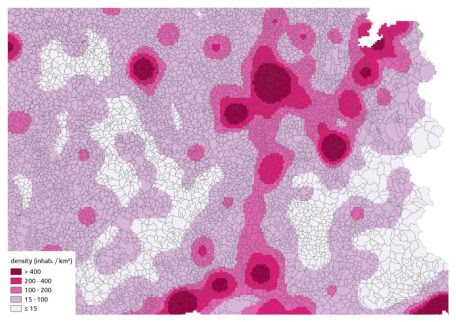 density (inhab. / km²)
> 400
200 - 400
100 - 200
15 - 100
≤ 15